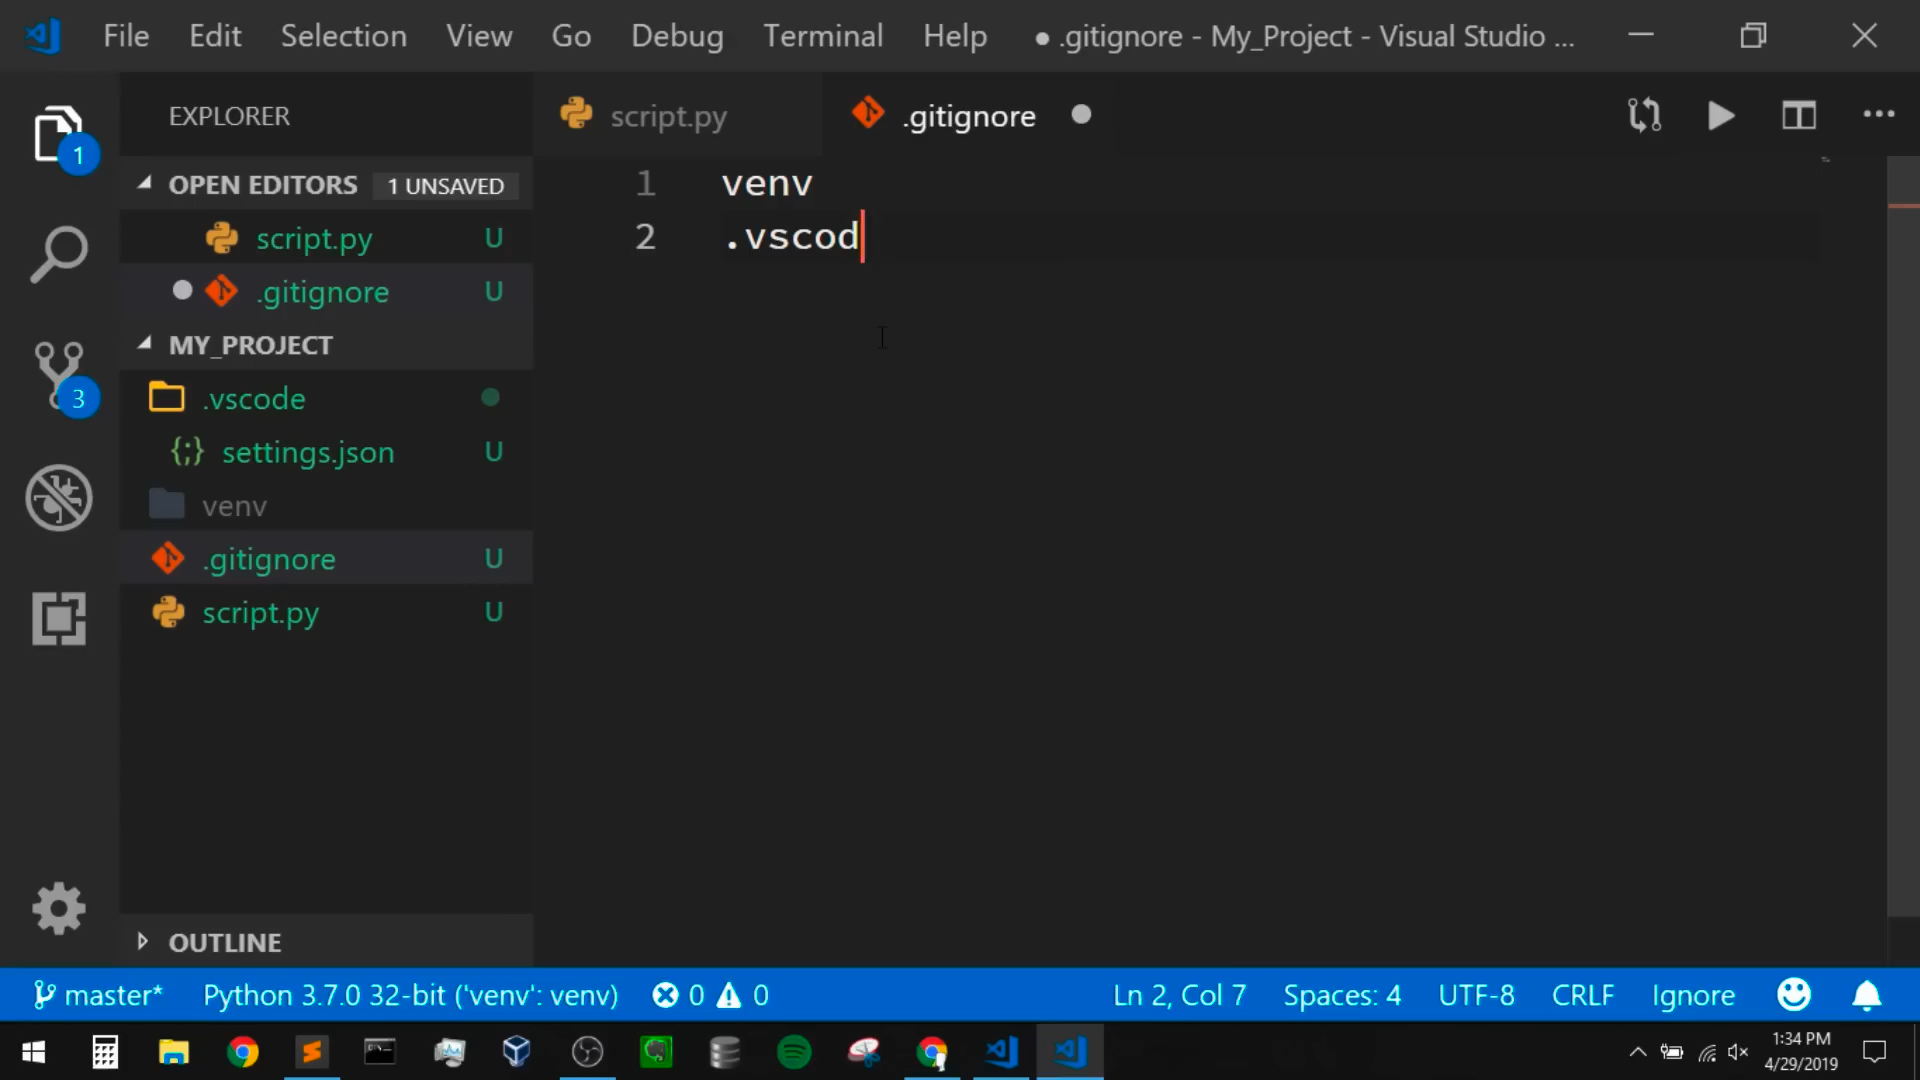 File Edit Selection View Go Debug Terminal Help ● .gitignore - My_Project - Visual Studio ...
EXPLORER
script.py
.gitignore
1
OPEN EDITORS 1 UNSAVED
script.py U
.gitignore U
MY_PROJECT
.vscode
3
{;} settings.json U
venv
.gitignore U
script.py U
OUTLINE
1 venv
2 .vscod
master* Python 3.7.0 32-bit ('venv': venv) 0 0 Ln 2, Col 7 Spaces: 4 UTF-8 CRLF Ignore
1:34 PM
4/29/2019